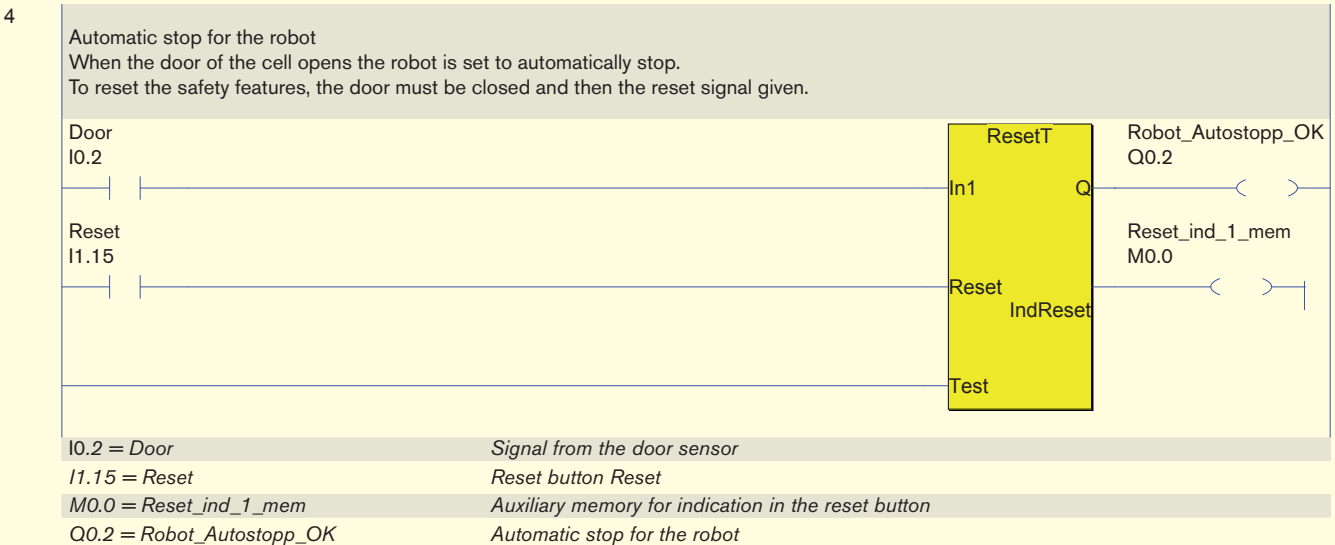 4
Automatic stop for the robot
When the door of the cell opens the robot is set to automatically stop.
To reset the safety features, the door must be closed and then the reset signal given.
Door
I0.2
ResetT
Robot_Autostopp_OK
Q0.2
In1
Q
Reset
I1.15
Reset_ind_1_mem
M0.0
Reset
IndReset
Test
I0.2 = Door Signal from the door sensor
I1.15 = Reset Reset button Reset
M0.0 = Reset_ind_1_mem Auxiliary memory for indication in the reset button
Q0.2 = Robot_Autostopp_OK Automatic stop for the robot